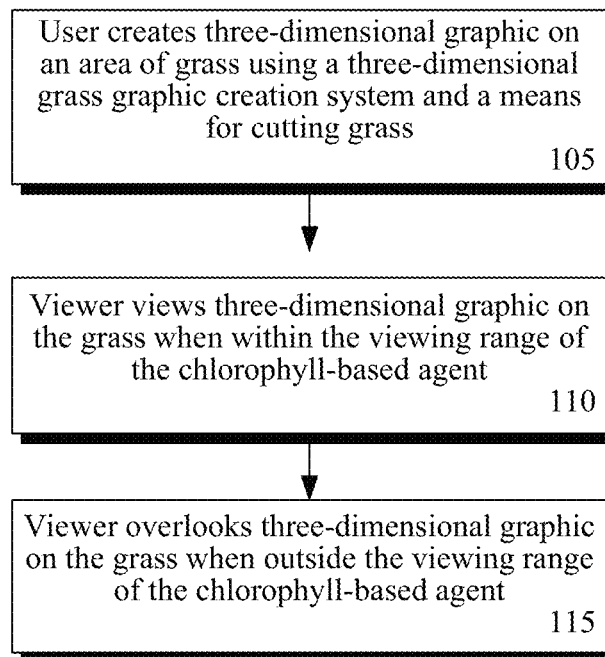 User creates three-dimensional graphic on
an area of grass using a three-dimensional
grass graphic creation system and a means
for cutting grass
105
Viewer views three-dimensional graphic on
the grass when within the viewing range of
the chlorophyll-based agent
110
Viewer overlooks three-dimensional graphic
on the grass when outside the viewing range
of the chlorophyll-based agent
115